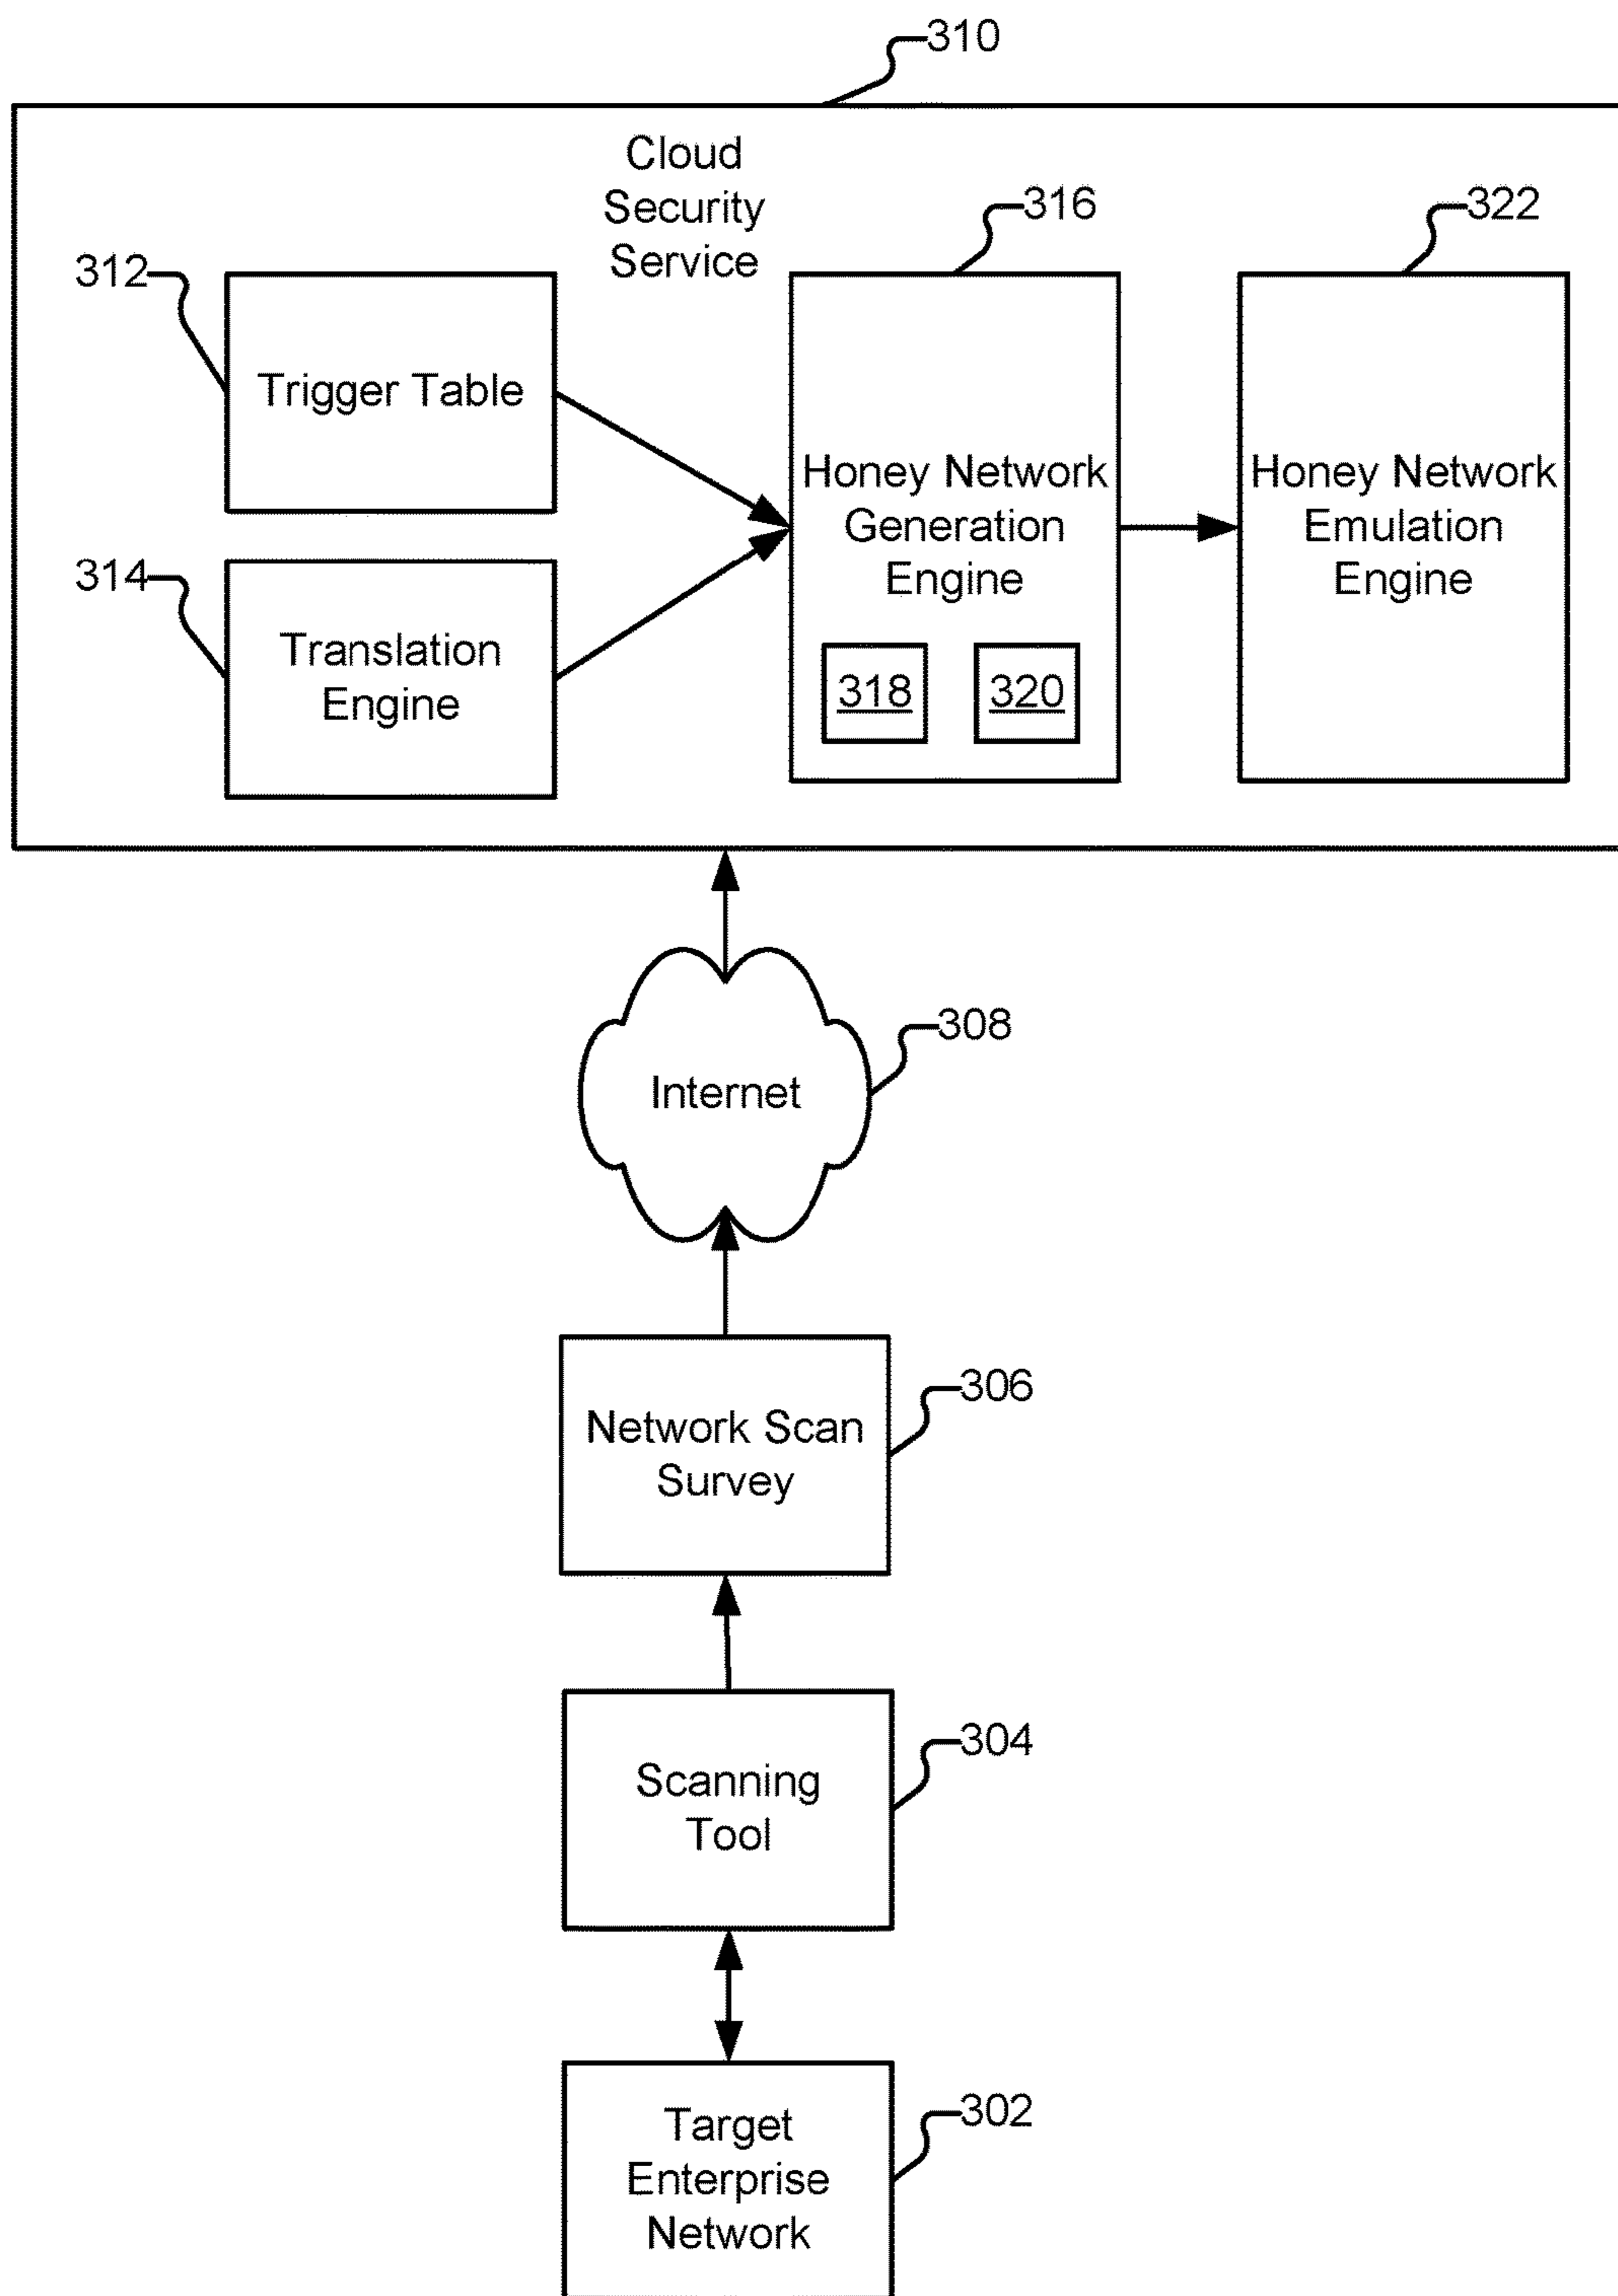 310
Cloud
Security
Service
316
322
312
Trigger Table
Honey Network
Generation
Engine
Honey Network
Emulation
Engine
314
Translation
Engine
318
320
308
Internet
306
Network Scan
Survey
304
Scanning
Tool
302
Target
Enterprise
Network